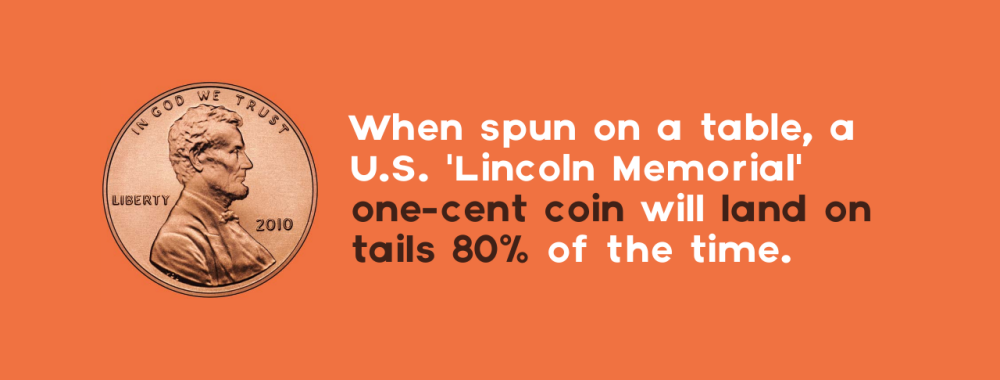 IN GOD WE TRUST
LIBERTY
2010
When spun on a table, a
U.S. 'Lincoln Memorial'
one-cent coin will land on
tails 80% of the time.